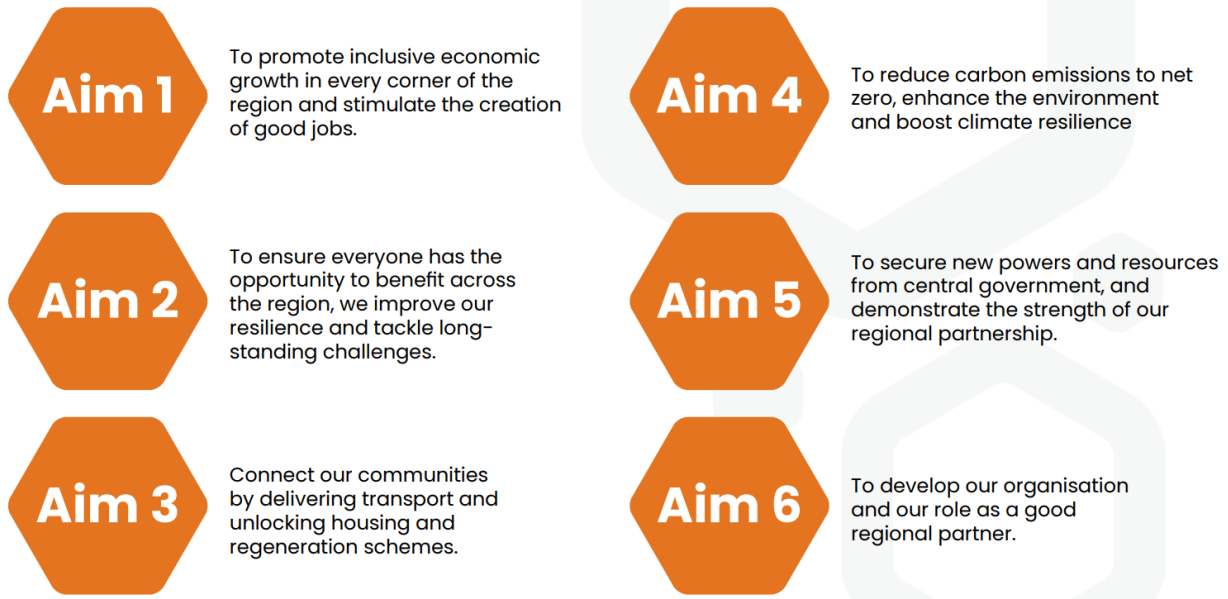 Aim 1
To promote inclusive economic
growth in every corner of the
region and stimulate the creation
of good jobs.
Aim 2
To ensure everyone has the
opportunity to benefit across
the region, we improve our
resilience and tackle long-
standing challenges.
Aim 3
Connect our communities
by delivering transport and
unlocking housing and
regeneration schemes.
Aim 4
To reduce carbon emissions to net
zero, enhance the environment
and boost climate resilience
Aim 5
To secure new powers and resources
from central government, and
demonstrate the strength of our
regional partnership.
Aim 6
To develop our organisation
and our role as a good
regional partner.